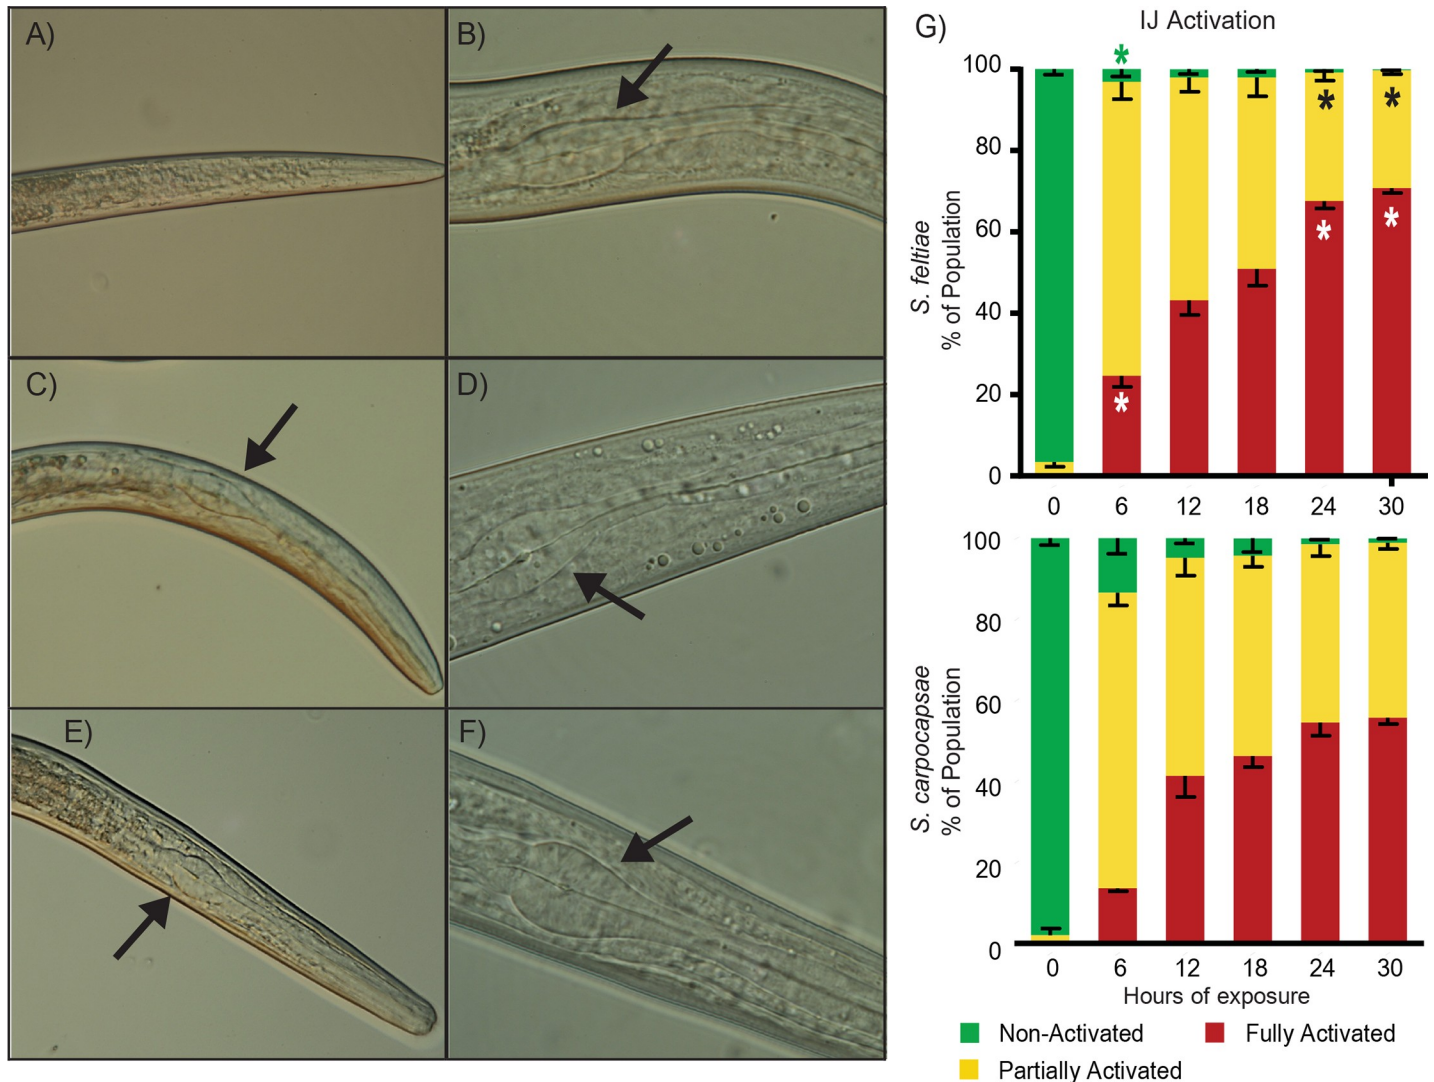 A)
B)
C)
D)
E)
F)
G)
IJ Activation
S. feltiae
% of Population
100
80
60
40
20
0
*
*
*
*
*
*
0 6 12 18 24 30
S. carpocapsae
% of Population
100
80
60
40
20
0
0 6 12 18 24 30
Hours of exposure
Non-Activated
Fully Activated
Partially Activated